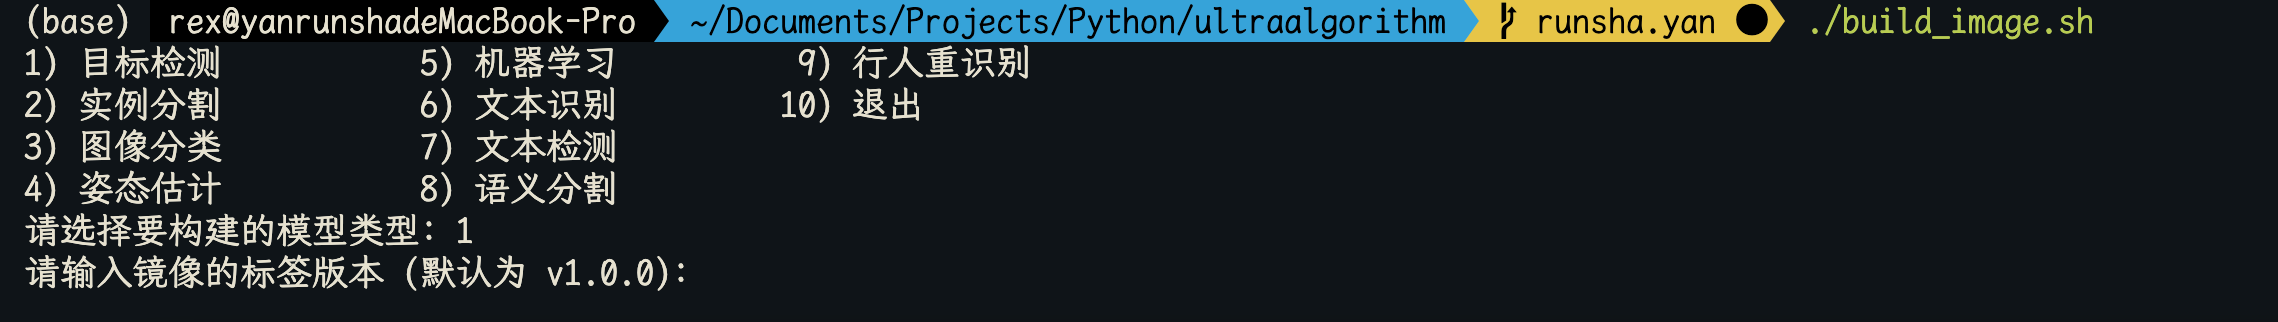 (base) rex@yanrunshadeMacBook-Pro ~/Documents/Projects/Python/ultraalgorithm runsha.yan ● ./build_image.sh
1) 目标检测 5) 机器学习 9) 行人重识别
2) 实例分割 6) 文本识别 10) 退出
3) 图像分类 7) 文本检测
4) 姿态估计 8) 语义分割
请选择要构建的模型类型: 1
请输入镜像的标签版本 (默认为 v1.0.0):